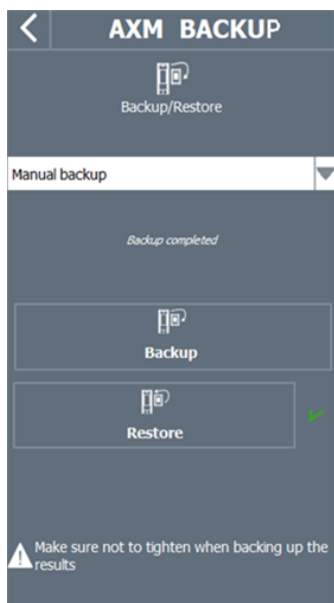 AXM BACKUP
Backup/Restore
Manual backup
Backup completed
Backup
Restore
Make sure not to tighten when backing up the
results